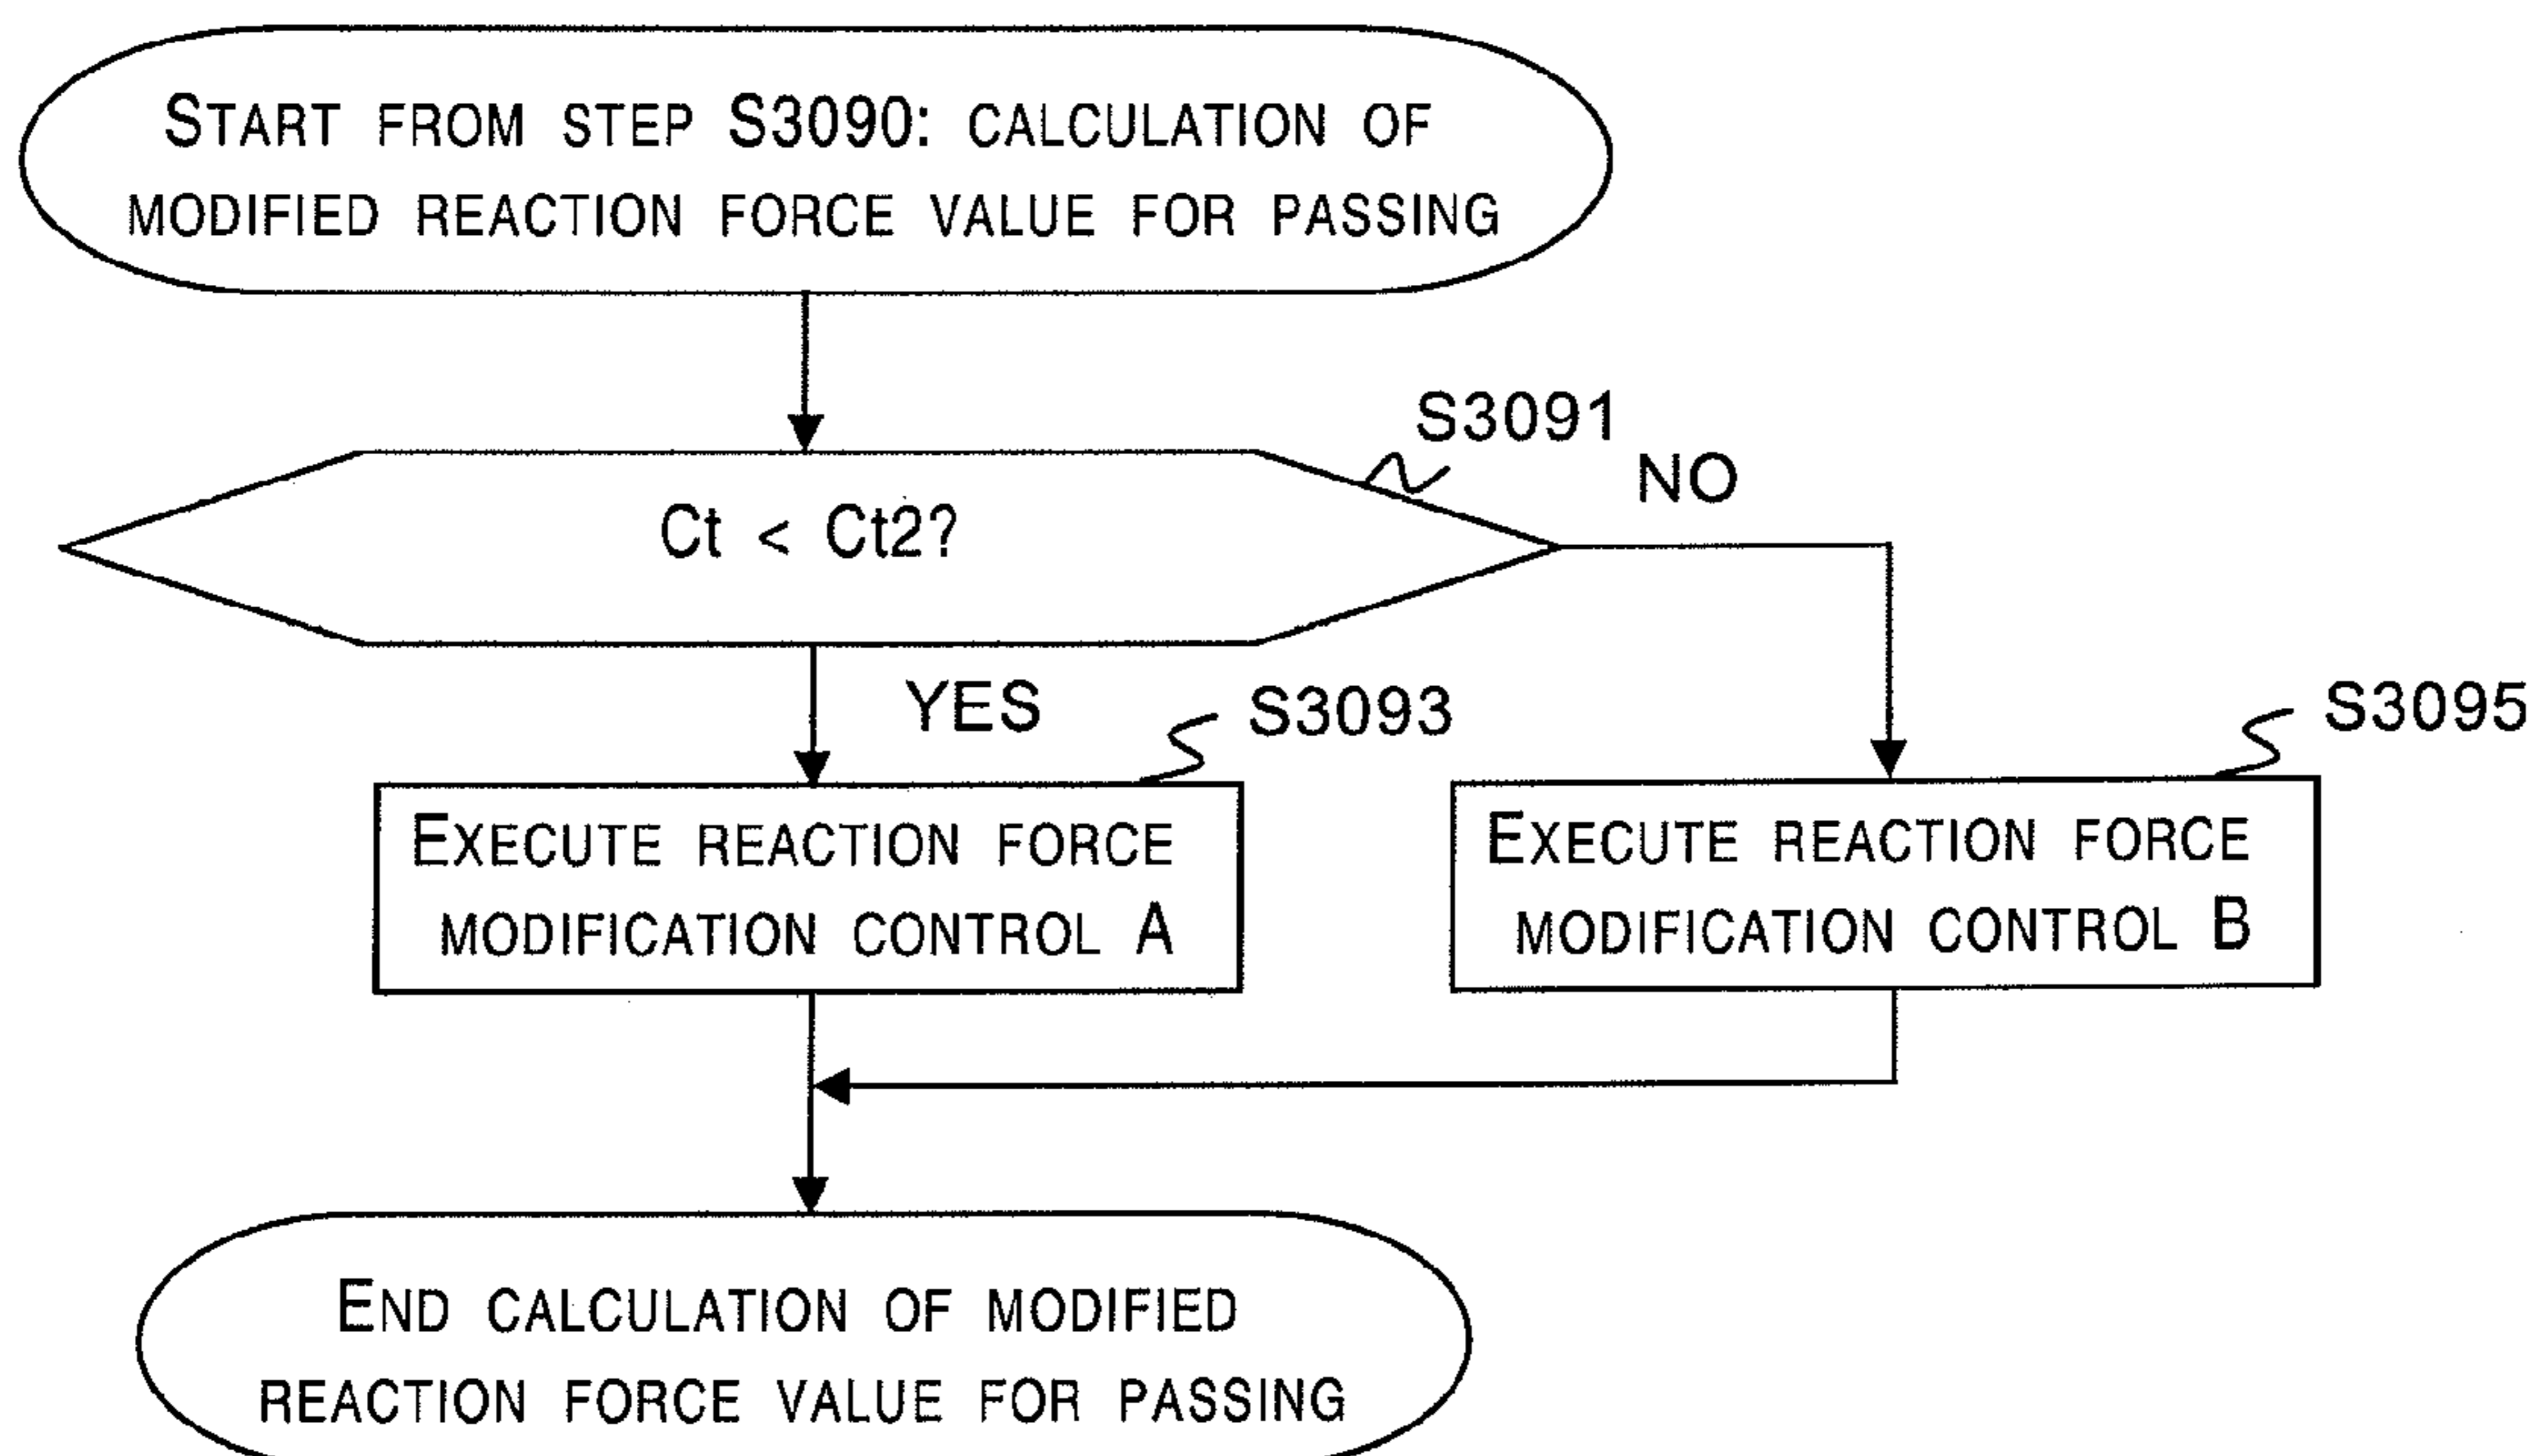 START FROM STEP S3090: CALCULATION OF
MODIFIED REACTION FORCE VALUE FOR PASSING
S3091
NO
Ct < Ct2?
YES
S3093
S3095
EXECUTE REACTION FORCE
MODIFICATION CONTROL A
EXECUTE REACTION FORCE
MODIFICATION CONTROL B
END CALCULATION OF MODIFIED
REACTION FORCE VALUE FOR PASSING